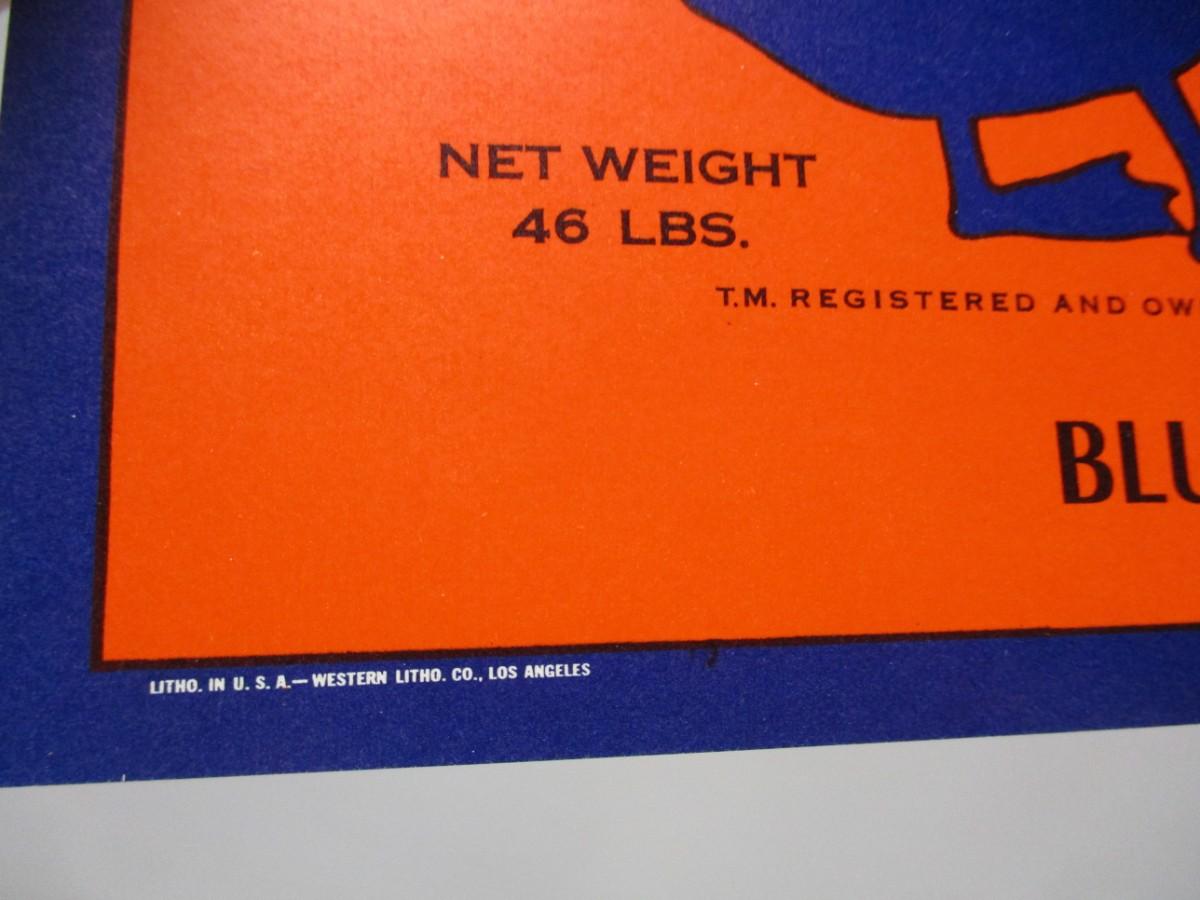 NET WEIGHT
46 LBS.
T.M. REGISTERED AND OW
BLU
LITHO. IN U. S. A.— WESTERN LITHO. CO., LOS ANGELES